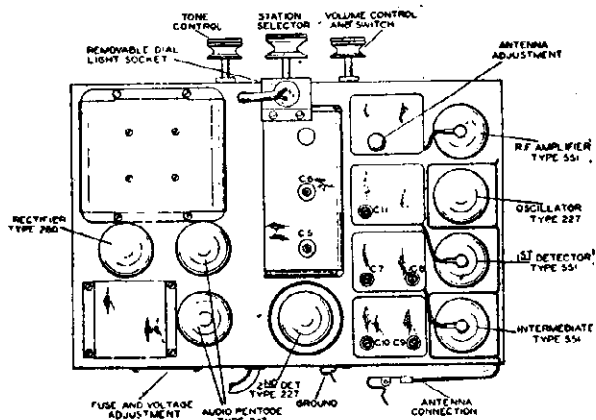 TONE
CONTROL
STATION
SELECTOR
VOLUME CONTROL
AND SWITCH
REMOVABLE DIAL
LIGHT SOCKET
ANTENNA
ADJUSTMENT
R.F. AMPLIFIER
TYPE 551
C6
C11
OSCILLATOR
TYPE 227
RECTIFIER
TYPE 280
C5
1ST DETECTOR
TYPE 551
C7
C8
C10
C9
INTERMEDIATE
TYPE 551
2ND DET
TYPE 227
GROUND
FUSE AND VOLTAGE
ADJUSTMENT
AUDIO PENTODE
TYPE
ANTENNA
CONNECTION